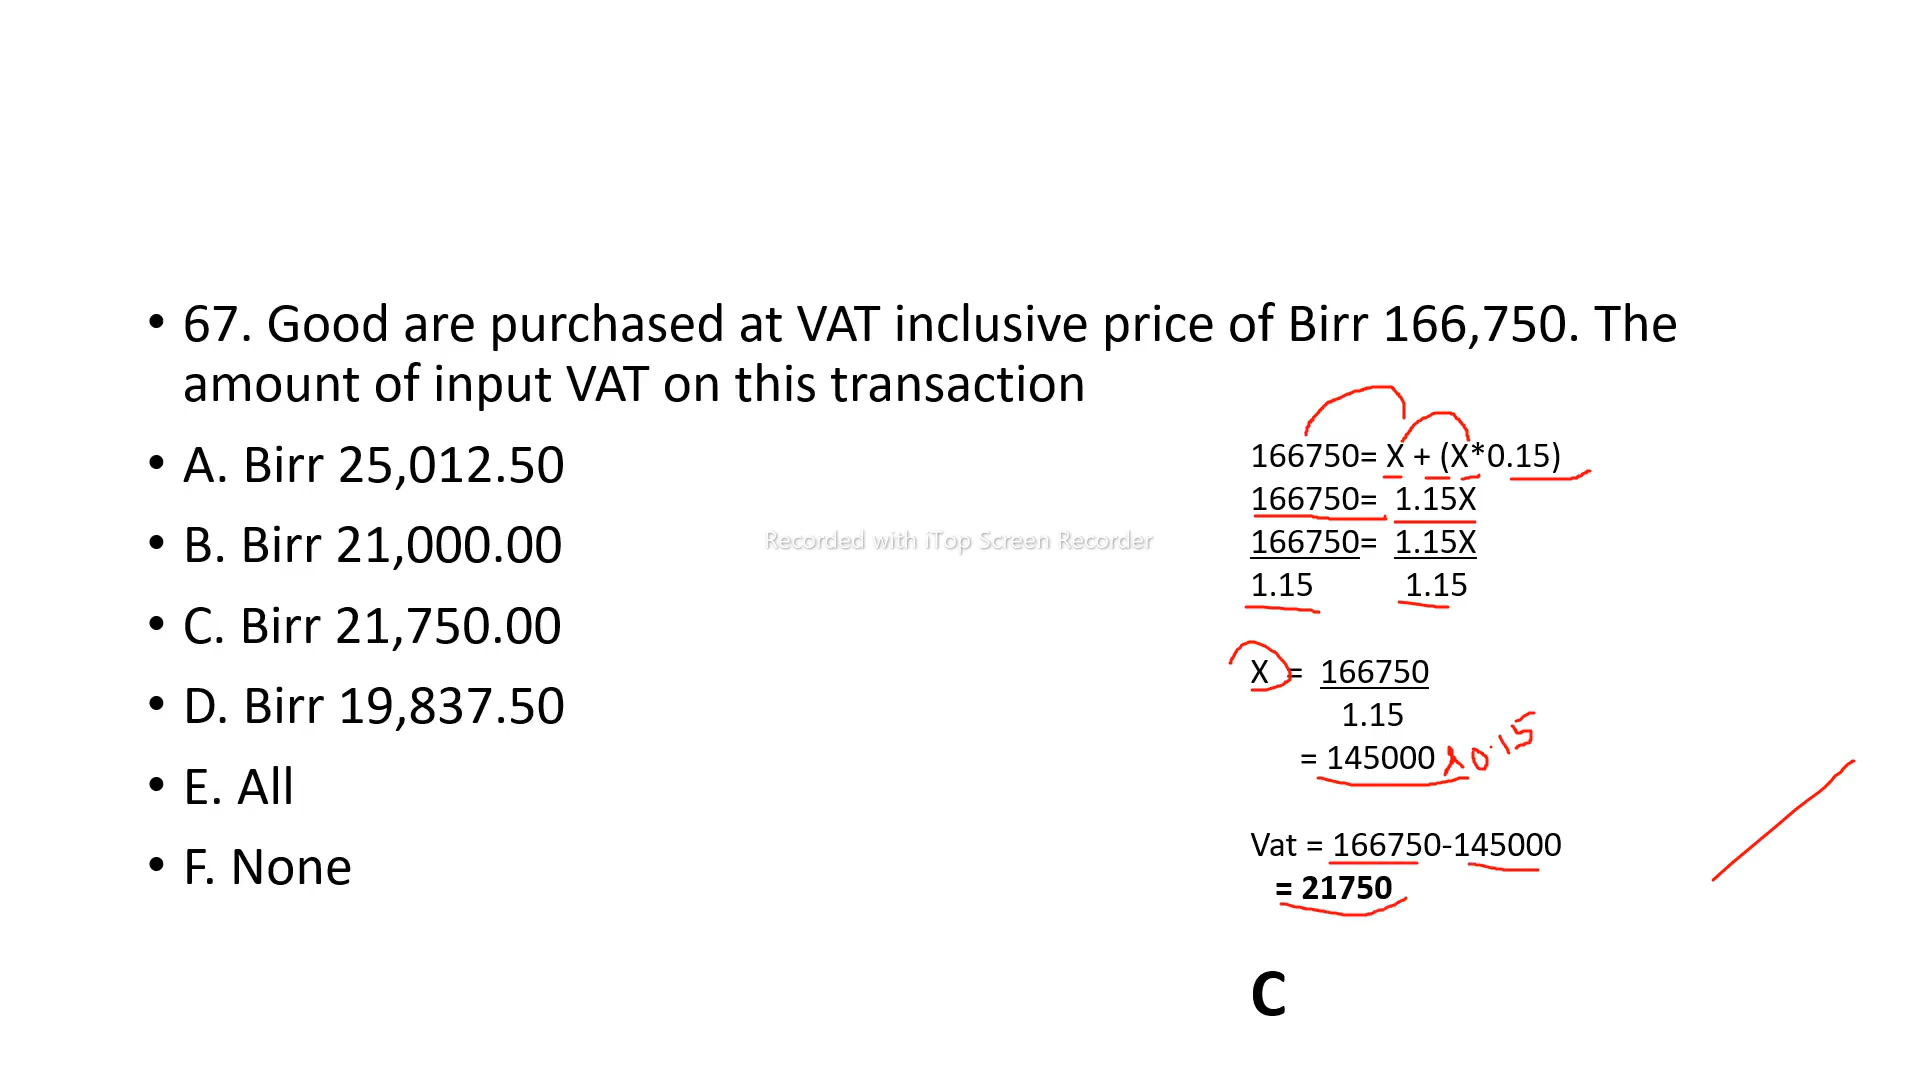 • 67. Good are purchased at VAT inclusive price of Birr 166,750. The
amount of input VAT on this transaction
• A. Birr 25,012.50
• B. Birr 21,000.00
• C. Birr 21,750.00
• D. Birr 19,837.50
• E. All
• F. None
166750= X + (X*0.15)
166750= 1.15X
166750= 1.15X
1.15 1.15
X = 166750
1.15
= 145000 x0.15
Vat = 166750-145000
= 21750
C
Recorded with iTop Screen Recorder